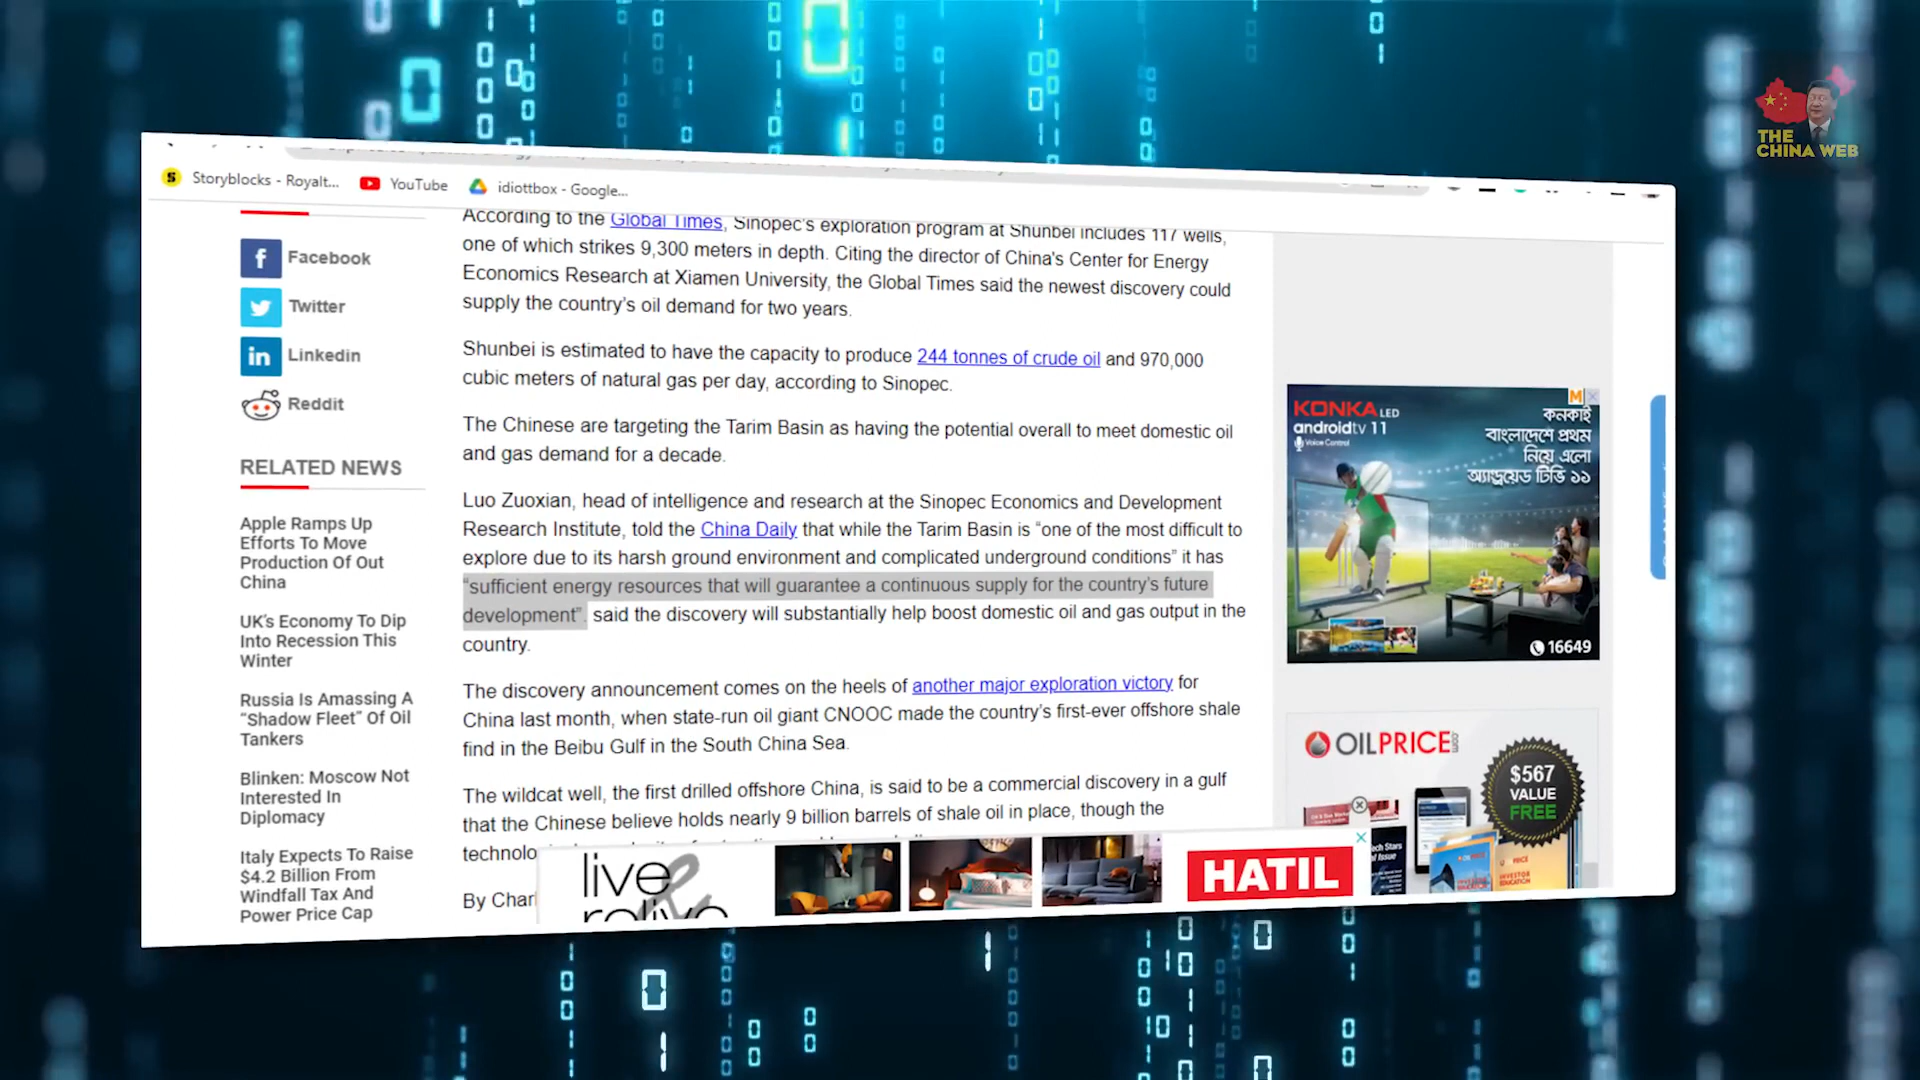 THE
CHINA WEB
Storyblocks - Royalt...
YouTube
idiottbox - Google...
Facebook
Twitter
Linkedin
Reddit
RELATED NEWS
Apple Ramps Up
Efforts To Move
Production Of Out
China
UK's Economy To Dip
Into Recession This
Winter
Russia Is Amassing A
"Shadow Fleet" Of Oil
Tankers
Blinken: Moscow Not
Interested In
Diplomacy
Italy Expects To Raise
$4.2 Billion From
Windfall Tax And
Power Price Cap
According to the Global Times, Sinopec's exploration program at Shunbei includes 117 wells,
one of which strikes 9,300 meters in depth. Citing the director of China's Center for Energy
Economics Research at Xiamen University, the Global Times said the newest discovery could
supply the country's oil demand for two years.
Shunbei is estimated to have the capacity to produce 244 tonnes of crude oil and 970,000
cubic meters of natural gas per day, according to Sinopec.
The Chinese are targeting the Tarim Basin as having the potential overall to meet domestic oil
and gas demand for a decade.
Luo Zuoxian, head of intelligence and research at the Sinopec Economics and Development
Research Institute, told the China Daily that while the Tarim Basin is “one of the most difficult to
explore due to its harsh ground environment and complicated underground conditions” it has
“sufficient energy resources that will guarantee a continuous supply for the country’s future
development”. said the discovery will substantially help boost domestic oil and gas output in the
country.
The discovery announcement comes on the heels of another major exploration victory for
China last month, when state-run oil giant CNOOC made the country’s first-ever offshore shale
find in the Beibu Gulf in the South China Sea.
The wildcat well, the first drilled offshore China, is said to be a commercial discovery in a gulf
that the Chinese believe holds nearly 9 billion barrels of shale oil in place, though the
By
KONKA LED
androidtv 11
Voice Control
কনকাই
বাংলাদেশে প্রথম
নিয়ে এলো
অ্যান্ড্রয়েড টিভি ১১
16649
OILPRICE.com
$567
VALUE
FREE
live &
relive
HATIL